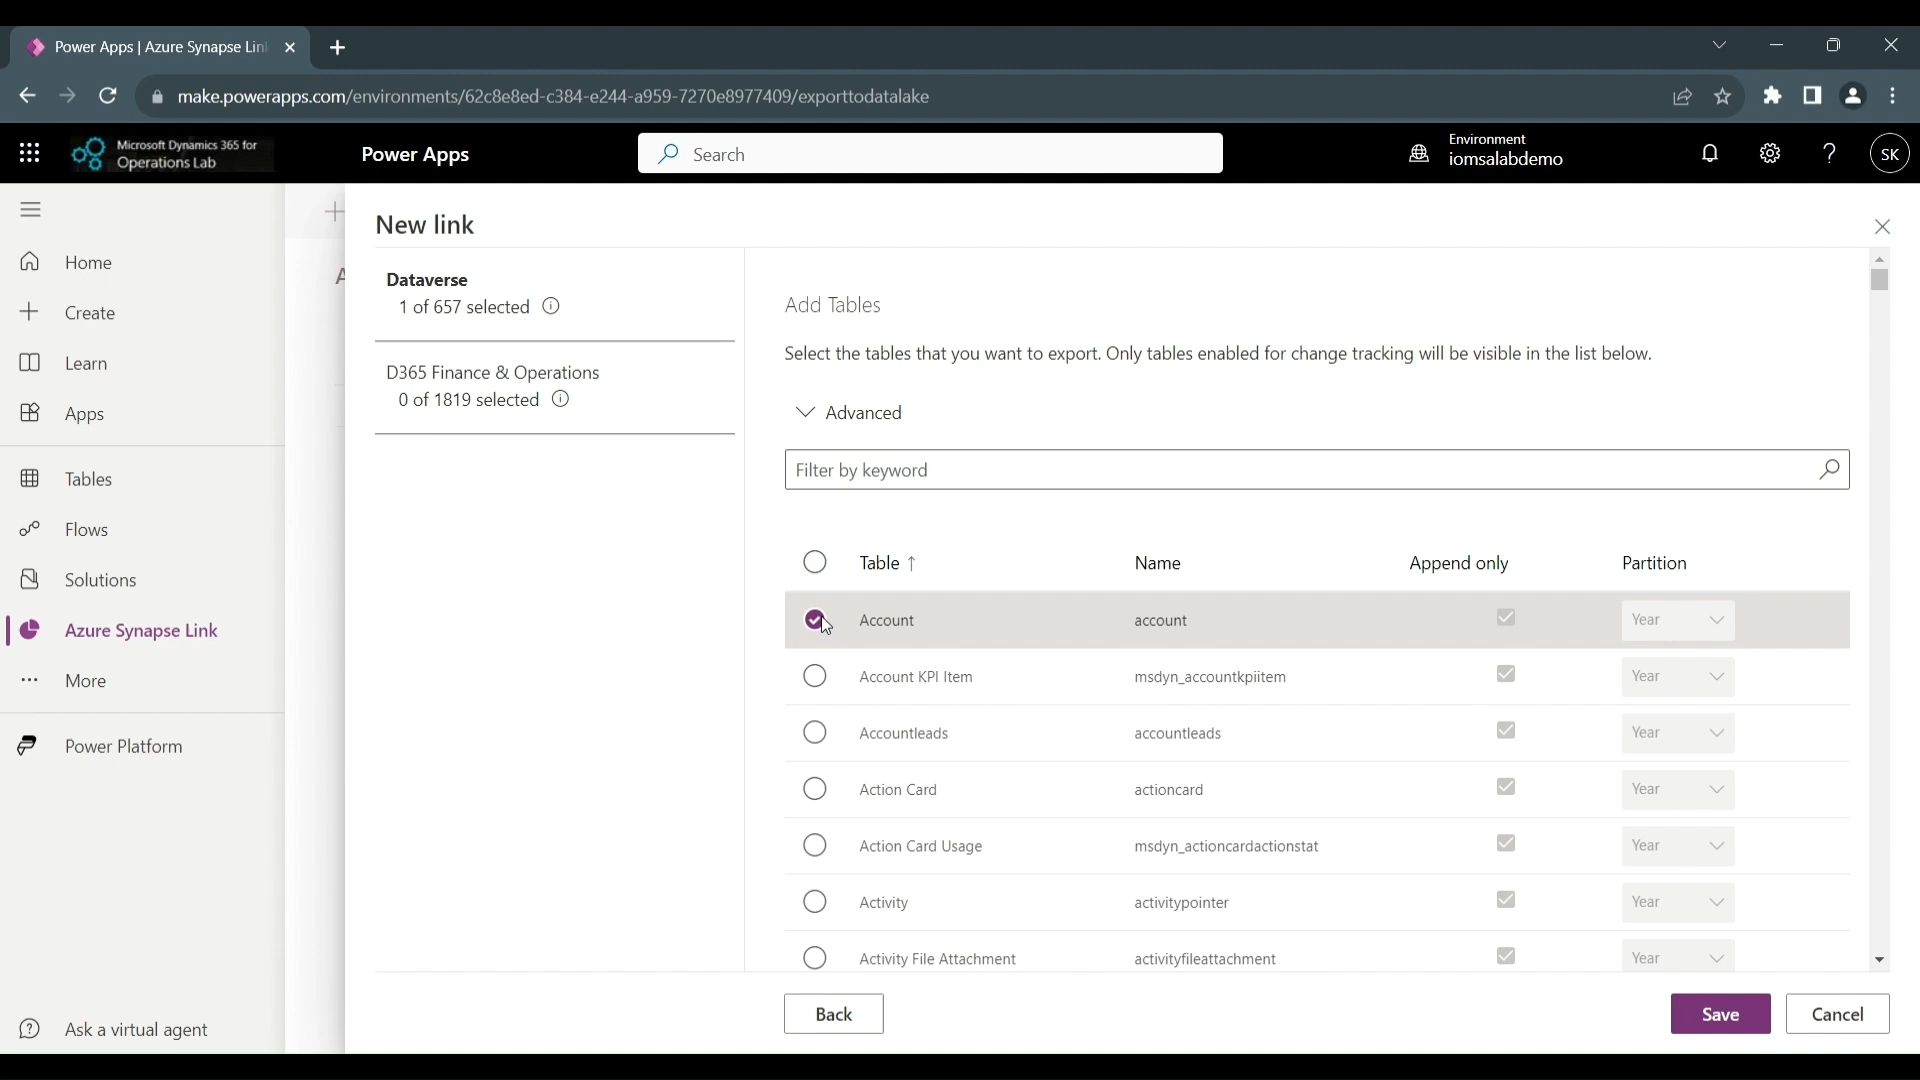 Power Apps | Azure Synapse Lin
make.powerapps.com/environments/62c8e8ed-c384-e244-a959-7270e8977409/exporttodatalake
Microsoft Dynamics 365 for
Operations Lab
Power Apps
Search
Environment
iomsalabdemo
SK
Home
Create
Learn
Apps
Tables
Flows
Solutions
Azure Synapse Link
More
Power Platform
Ask a virtual agent
A
New link
Dataverse
1 of 657 selected
D365 Finance & Operations
0 of 1819 selected
Add Tables
Select the tables that you want to export. Only tables enabled for change tracking will be visible in the list below.
Advanced
Filter by keyword
Table ↑ Name Append only Partition
Account account Year
Account KPI Item msdyn_accountkpiitem Year
Accountleads accountleads Year
Action Card actioncard Year
Action Card Usage msdyn_actioncardactionstat Year
Activity activitypointer Year
Activity File Attachment activityfileattachment Year
Back Save Cancel